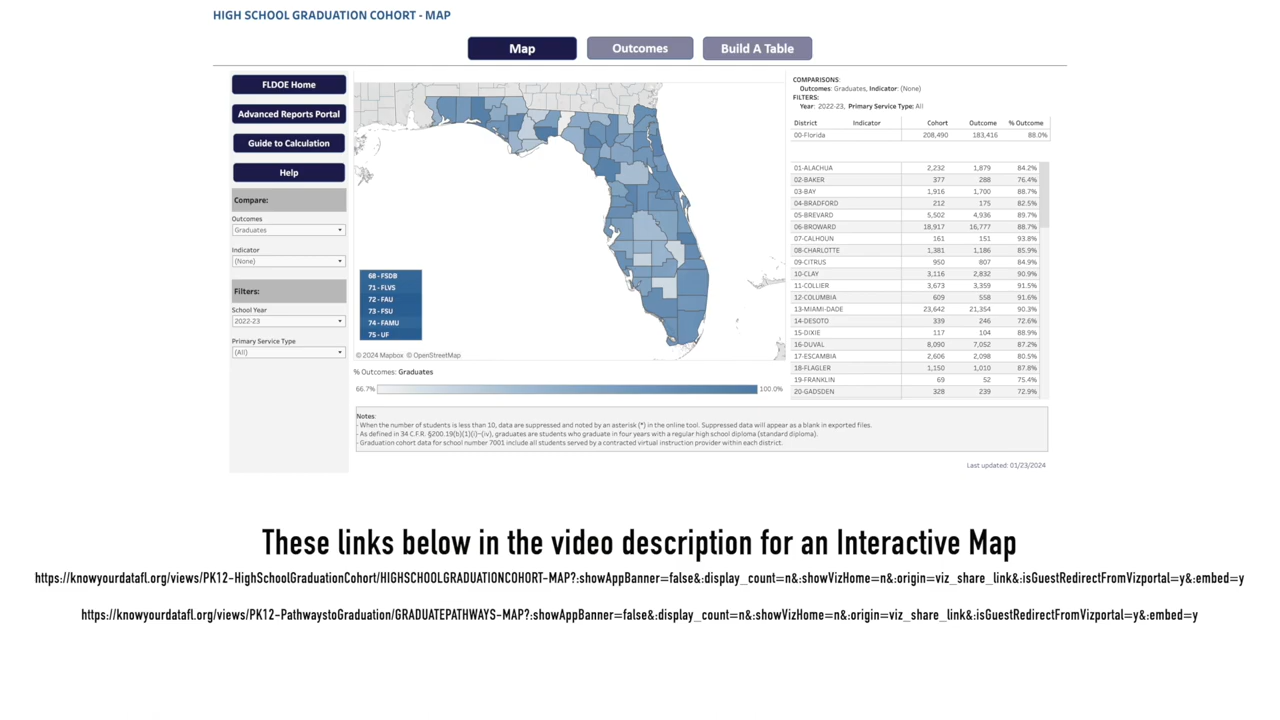 HIGH SCHOOL GRADUATION COHORT - MAP
Map Outcomes Build A Table
FLDOE Home
Advanced Reports Portal
Guide to Calculation
Help
Compare:
Outcomes
Graduates
Indicator
(None)
Filters:
School Year
2022-23
Primary Service Type
(All)
68 - FSDB
71 - FLVS
72 - FAU
73 - FSU
74 - FAMU
75 - UF
© 2024 Mapbox © OpenStreetMap
% Outcomes: Graduates
66.7% 100.0%
COMPARISONS:
Outcomes: Graduates, Indicator: (None)
FILTERS:
Year: 2022-23, Primary Service Type: All
District Indicator Cohort Outcome % Outcome
00-Florida 208,490 183,416 88.0%
01-ALACHUA 2,232 1,879 84.2%
02-BAKER 377 288 76.4%
03-BAY 1,916 1,700 88.7%
04-BRADFORD 212 175 82.5%
05-BREVARD 5,502 4,936 89.7%
06-BROWARD 18,917 16,777 88.7%
07-CALHOUN 161 151 93.8%
08-CHARLOTTE 1,381 1,186 85.9%
09-CITRUS 950 807 84.9%
10-CLAY 3,116 2,832 90.9%
11-COLLIER 3,673 3,359 91.5%
12-COLUMBIA 609 558 91.6%
13-MIAMI-DADE 23,642 21,354 90.3%
14-DESOTO 339 246 72.6%
15-DIXIE 117 104 88.9%
16-DUVAL 8,090 7,052 87.2%
17-ESCAMBIA 2,606 2,098 80.5%
18-FLAGLER 1,150 1,010 87.8%
19-FRANKLIN 69 52 75.4%
20-GADSDEN 328 239 72.9%
Notes:
- When the number of students is less than 10, data are suppressed and noted by an asterisk (*) in the online tool. Suppressed data will appear as a blank in exported files.
- As defined in 34 C.F.R. §200.19(b)(1)(i)–(iv), graduates are students who graduate in four years with a regular high school diploma (standard diploma).
- Graduation cohort data for school number 7001 include all students served by a contracted virtual instruction provider within each district.
Last updated: 01/23/2024
These links below in the video description for an Interactive Map
https://knowyourdatafl.org/views/PK12-HighSchoolGraduationCohort/HIGHSCHOOLGRADUATIONCOHORT-MAP?:showAppBanner=false&:display_count=n&:showVizHome=n&:origin=viz_share_link&:isGuestRedirectFromVizportal=y&:embed=y
https://knowyourdatafl.org/views/PK12-PathwaystoGraduation/GRADUATEPATHWAYS-MAP?:showAppBanner=false&:display_count=n&:showVizHome=n&:origin=viz_share_link&:isGuestRedirectFromVizportal=y&:embed=y